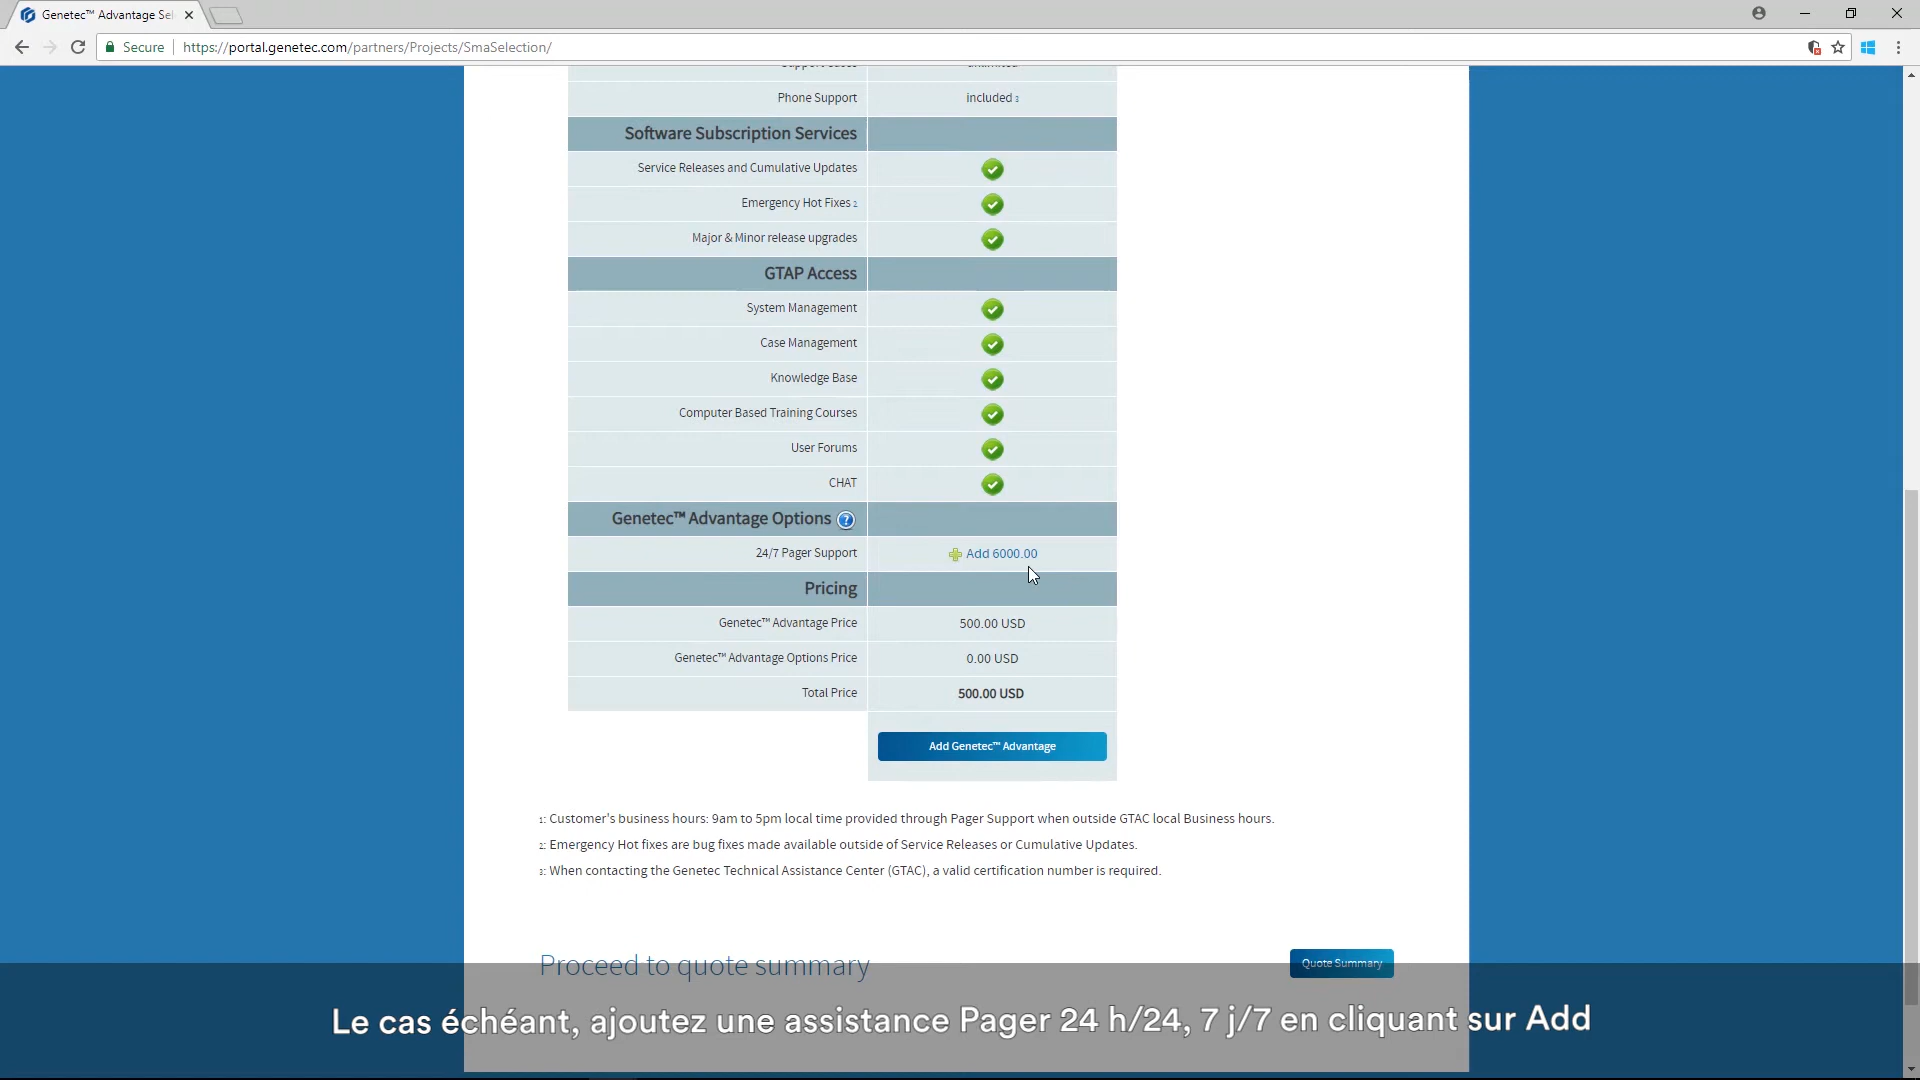 Genetec™ Advantage Sel
Secure
https://portal.genetec.com/partners/Projects/SmaSelection/
Phone Support included 3
Software Subscription Services
Service Releases and Cumulative Updates
Emergency Hot Fixes 2
Major & Minor release upgrades
GTAP Access
System Management
Case Management
Knowledge Base
Computer Based Training Courses
User Forums
CHAT
Genetec™ Advantage Options ?
24/7 Pager Support Add 6000.00
Pricing
Genetec™ Advantage Price 500.00 USD
Genetec™ Advantage Options Price 0.00 USD
Total Price 500.00 USD
Add Genetec™ Advantage
1: Customer's business hours: 9am to 5pm local time provided through Pager Support when outside GTAC local Business hours.
2: Emergency Hot fixes are bug fixes made available outside of Service Releases or Cumulative Updates.
3: When contacting the Genetec Technical Assistance Center (GTAC), a valid certification number is required.
Proceed to quote summary
Quote Summary
Le cas échéant, ajoutez une assistance Pager 24 h/24, 7 j/7 en cliquant sur Add